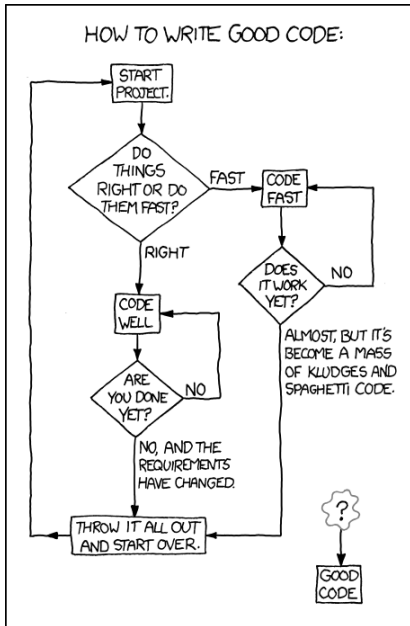 HOW TO WRITE GOOD CODE:
START
PROJECT.
DO
THINGS
RIGHT OR DO
THEM FAST?
FAST
CODE
FAST
RIGHT
DOES
IT WORK
YET?
NO
CODE
WELL
ALMOST, BUT IT'S
BECOME A MASS
OF KLUDGES AND
SPAGHETTI CODE.
ARE
YOU DONE
YET?
NO
NO, AND THE
REQUIREMENTS
HAVE CHANGED.
THROW IT ALL OUT
AND START OVER.
?
GOOD
CODE